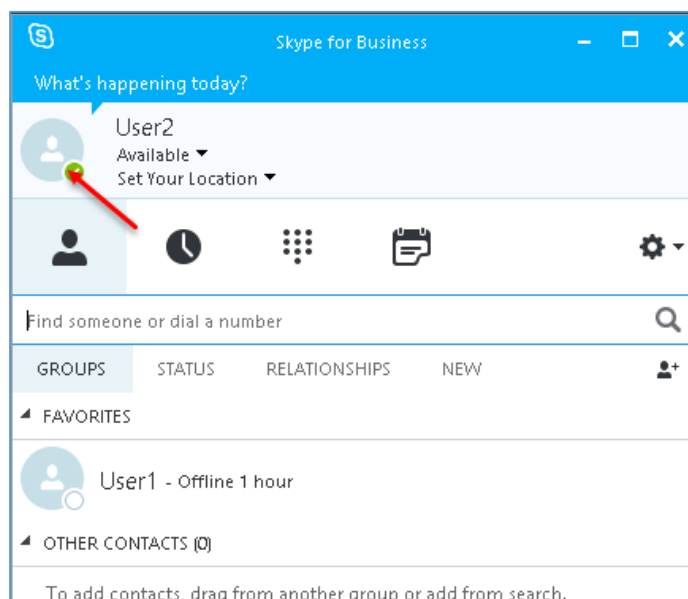 Skype for Business
What's happening today?
User2
Available
Set Your Location
Find someone or dial a number
GROUPS STATUS RELATIONSHIPS NEW
FAVORITES
User1 - Offline 1 hour
OTHER CONTACTS (0)
To add contacts, drag from another group or add from search.